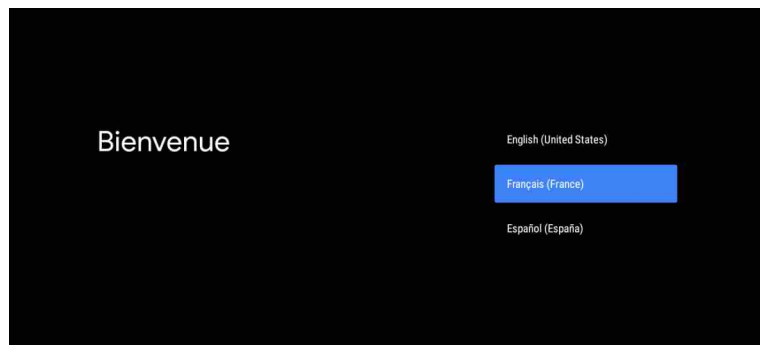 Bienvenue
English (United States)
Français (France)
Español (España)